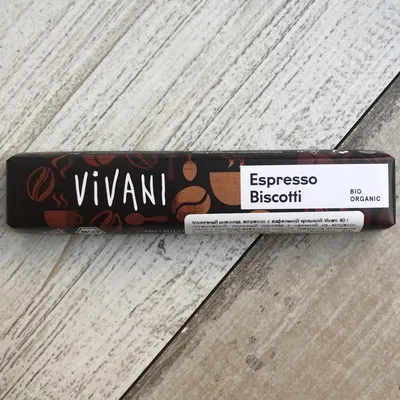 ViVANI
Espresso
Biscotti
BIO
ORGANIC
Молочный шоколад эспрессо с вафельной крошкой Vivani 40 г